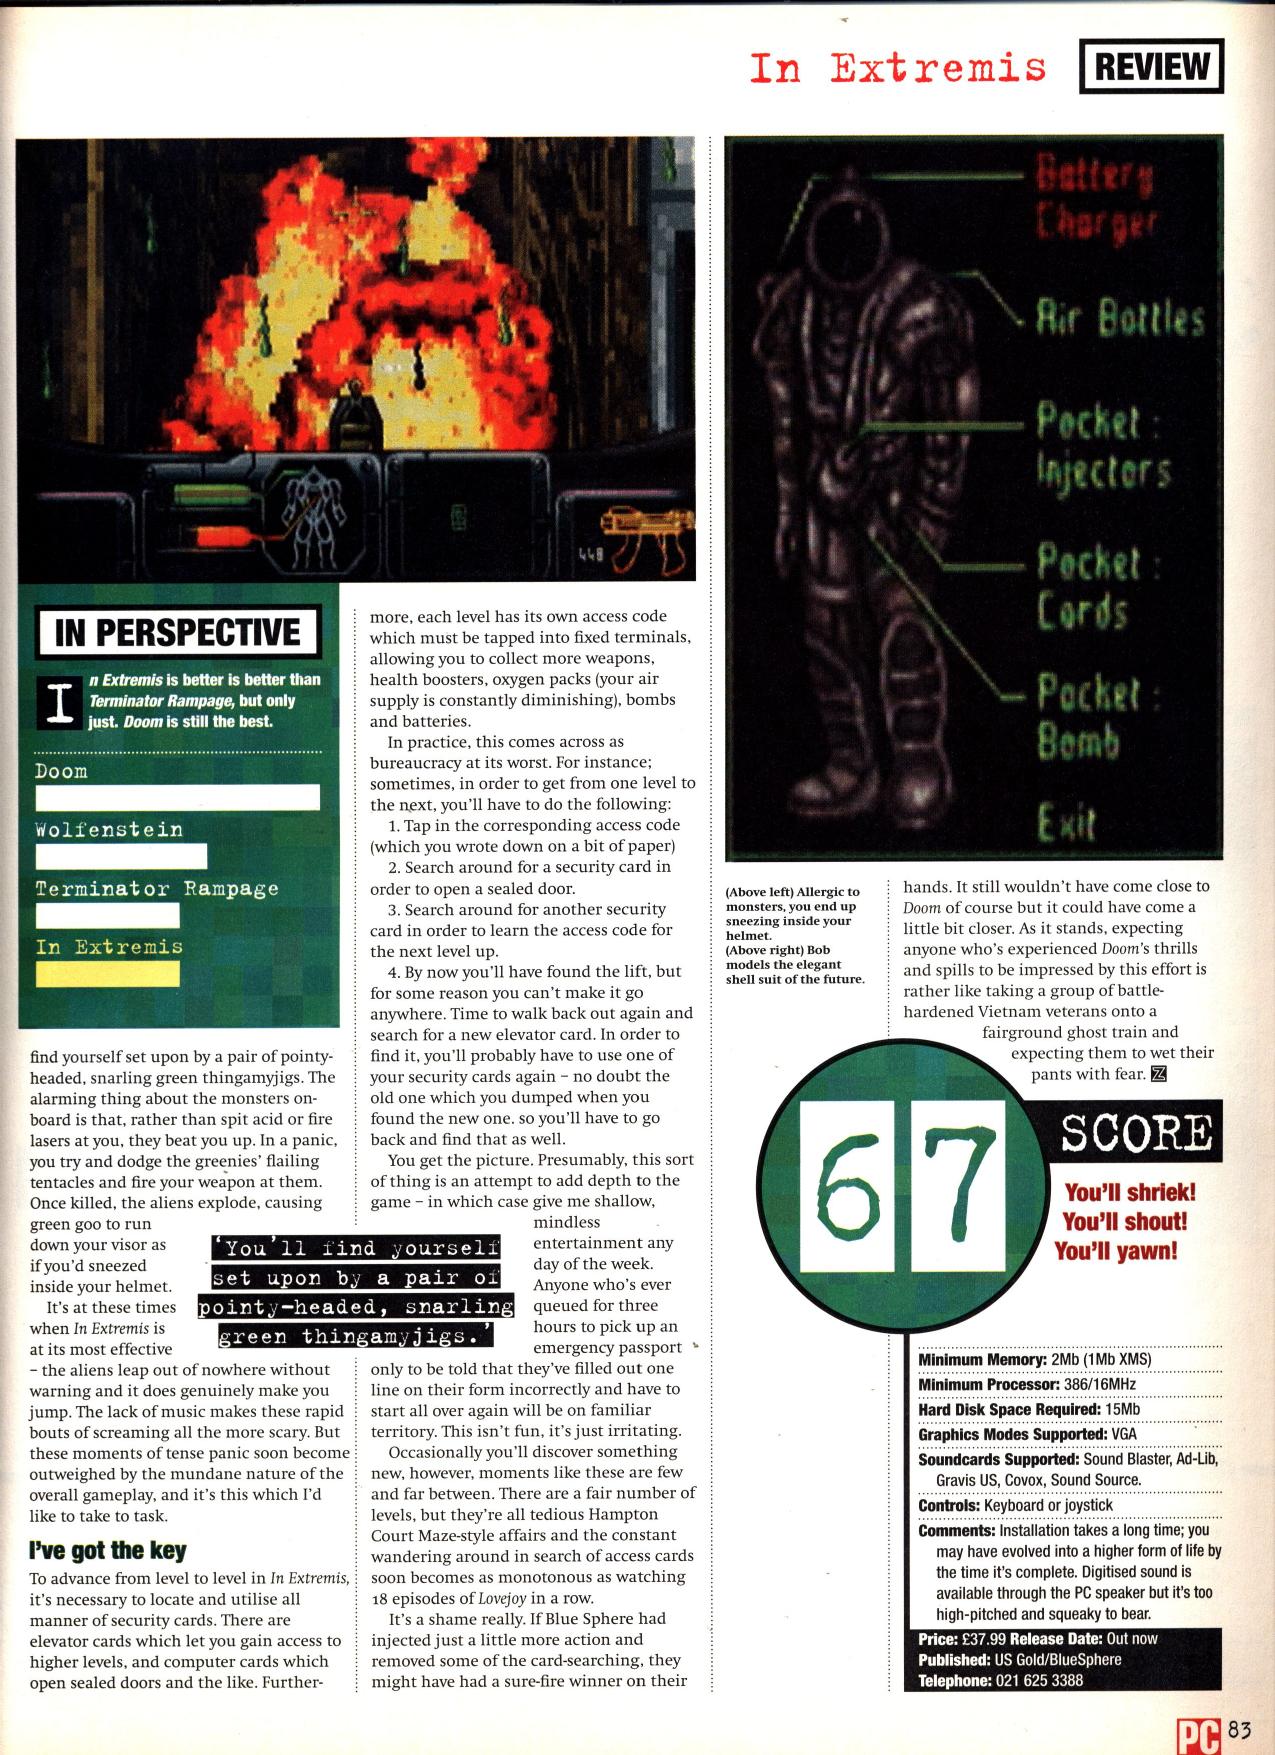 In Extremis REVIEW
Battery
Charger
Air Bottles
Pocket :
Injectors
Pocket :
Cards
Pocket :
Bomb
Exit
448
IN PERSPECTIVE
In Extremis is better is better than
Terminator Rampage, but only
just. Doom is still the best.
Doom
Wolfenstein
Terminator Rampage
In Extremis
find yourself set upon by a pair of pointy-
headed, snarling green thingamyjigs. The
alarming thing about the monsters on-
board is that, rather than spit acid or fire
lasers at you, they beat you up. In a panic,
you try and dodge the greenies' flailing
tentacles and fire your weapon at them.
Once killed, the aliens explode, causing
green goo to run
down your visor as
if you'd sneezed
inside your helmet.
It's at these times
when In Extremis is
at its most effective
– the aliens leap out of nowhere without
warning and it does genuinely make you
jump. The lack of music makes these rapid
bouts of screaming all the more scary. But
these moments of tense panic soon become
outweighed by the mundane nature of the
overall gameplay, and it's this which I'd
like to take to task.
I've got the key
To advance from level to level in In Extremis,
it's necessary to locate and utilise all
manner of security cards. There are
elevator cards which let you gain access to
higher levels, and computer cards which
open sealed doors and the like. Further-
'You'll find yourself
set upon by a pair of
pointy-headed, snarling
green thingamyjigs.'
more, each level has its own access code
which must be tapped into fixed terminals,
allowing you to collect more weapons,
health boosters, oxygen packs (your air
supply is constantly diminishing), bombs
and batteries.
In practice, this comes across as
bureaucracy at its worst. For instance;
sometimes, in order to get from one level to
the next, you'll have to do the following:
1. Tap in the corresponding access code
(which you wrote down on a bit of paper)
2. Search around for a security card in
order to open a sealed door.
3. Search around for another security
card in order to learn the access code for
the next level up.
4. By now you'll have found the lift, but
for some reason you can't make it go
anywhere. Time to walk back out again and
search for a new elevator card. In order to
find it, you'll probably have to use one of
your security cards again – no doubt the
old one which you dumped when you
found the new one. so you'll have to go
back and find that as well.
You get the picture. Presumably, this sort
of thing is an attempt to add depth to the
game – in which case give me shallow,
mindless
entertainment any
day of the week.
Anyone who's ever
queued for three
hours to pick up an
emergency passport
only to be told that they've filled out one
line on their form incorrectly and have to
start all over again will be on familiar
territory. This isn't fun, it's just irritating.
Occasionally you'll discover something
new, however, moments like these are few
and far between. There are a fair number of
levels, but they're all tedious Hampton
Court Maze-style affairs and the constant
wandering around in search of access cards
soon becomes as monotonous as watching
18 episodes of Lovejoy in a row.
It's a shame really. If Blue Sphere had
injected just a little more action and
removed some of the card-searching, they
might have had a sure-fire winner on their
(Above left) Allergic to
monsters, you end up
sneezing inside your
helmet.
(Above right) Bob
models the elegant
shell suit of the future.
hands. It still wouldn't have come close to
Doom of course but it could have come a
little bit closer. As it stands, expecting
anyone who's experienced Doom's thrills
and spills to be impressed by this effort is
rather like taking a group of battle-
hardened Vietnam veterans onto a
fairground ghost train and
expecting them to wet their
pants with fear. Z
67
SCORE
You'll shriek!
You'll shout!
You'll yawn!
Minimum Memory: 2Mb (1Mb XMS)
Minimum Processor: 386/16MHz
Hard Disk Space Required: 15Mb
Graphics Modes Supported: VGA
Soundcards Supported: Sound Blaster, Ad-Lib,
Gravis US, Covox, Sound Source.
Controls: Keyboard or joystick
Comments: Installation takes a long time; you
may have evolved into a higher form of life by
the time it's complete. Digitised sound is
available through the PC speaker but it's too
high-pitched and squeaky to bear.
Price: £37.99 Release Date: Out now
Published: US Gold/BlueSphere
Telephone: 021 625 3388
PC 83